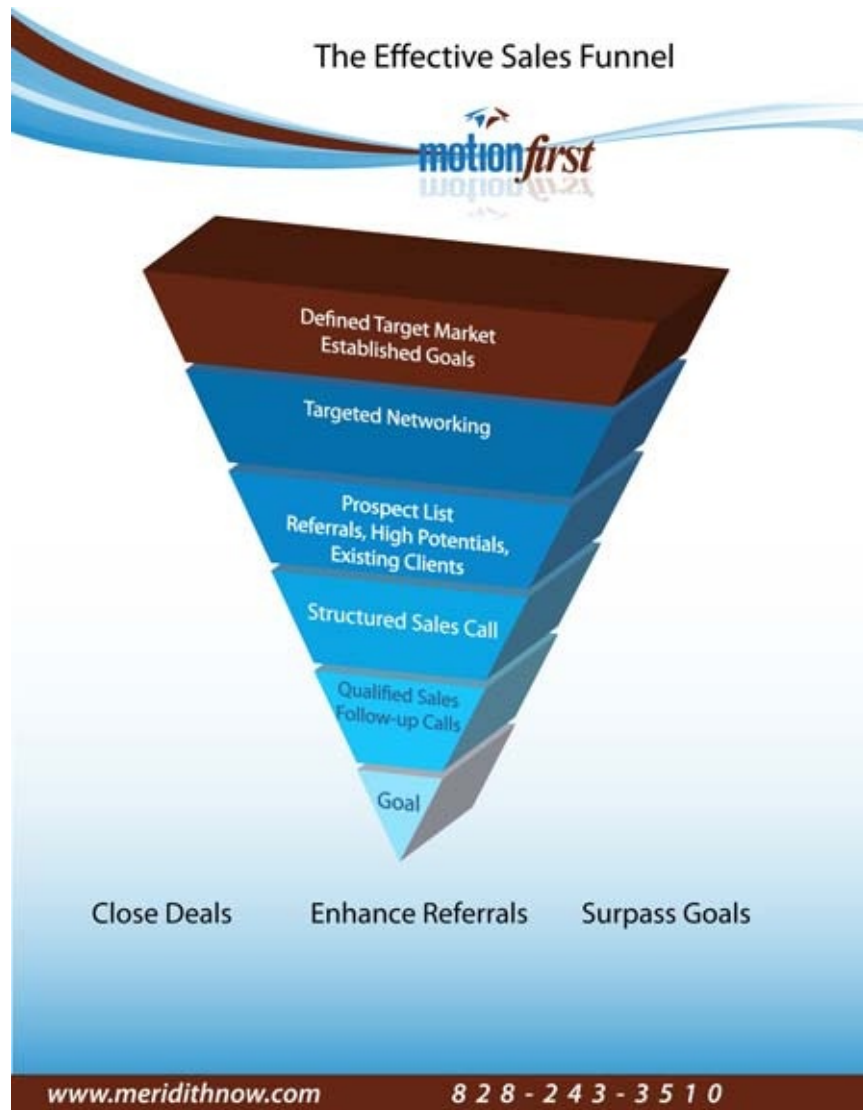 The Effective Sales Funnel
motionfirst
Defined Target Market
Established Goals
Targeted Networking
Prospect List
Referrals, High Potentials,
Existing Clients
Structured Sales Call
Qualified Sales
Follow-up Calls
Goal
Close Deals Enhance Referrals Surpass Goals
www.meridithnow.com 828-243-3510